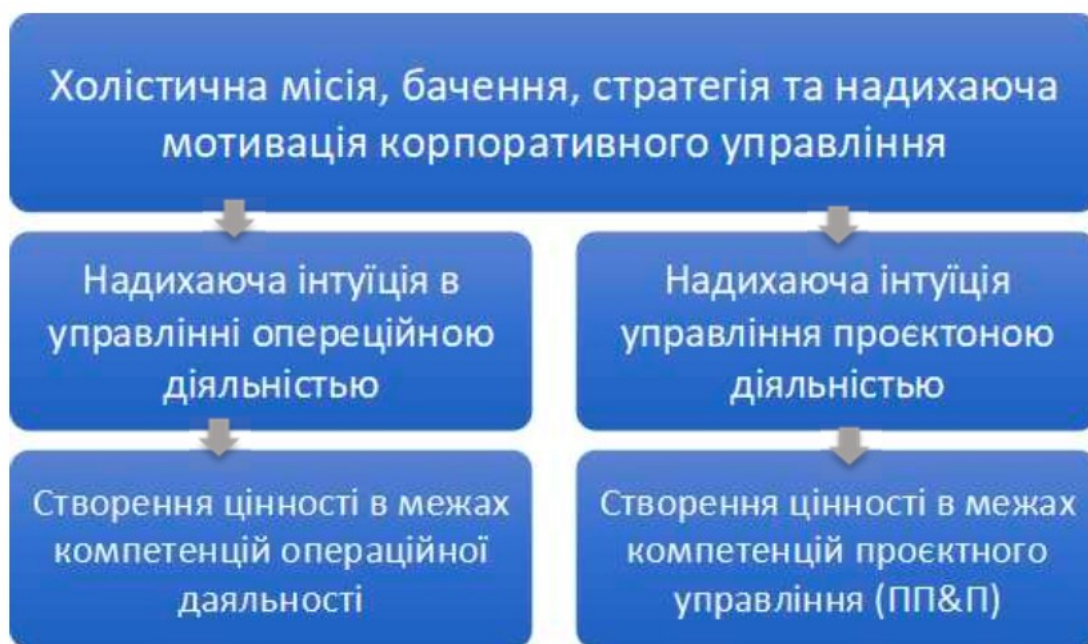 Холістична місія, бачення, стратегія та надихаюча
мотивація корпоративного управління
Надихаюча інтуїція в
управлінні опереційною
діяльністю
Надихаюча інтуїція
управління проєктоною
діяльністю
Створення цінності в межах
компетенцій операційної
даяльності
Створення цінності в межах
компетенцій проєктного
управління (ПП&П)